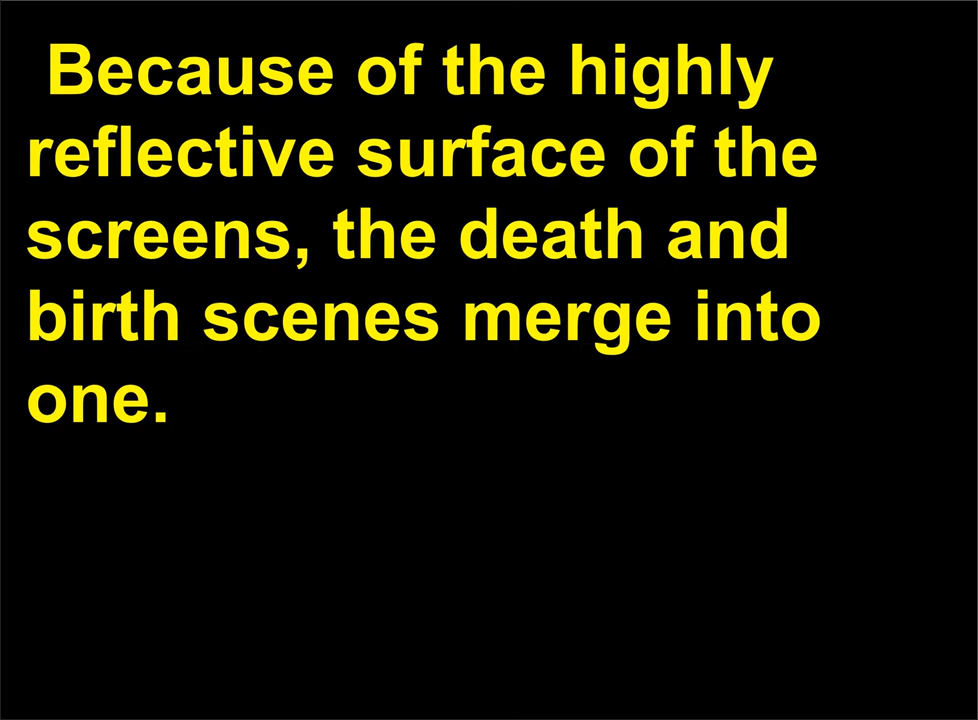 Because of the highly
reflective surface of the
screens, the death and
birth scenes merge into
one.